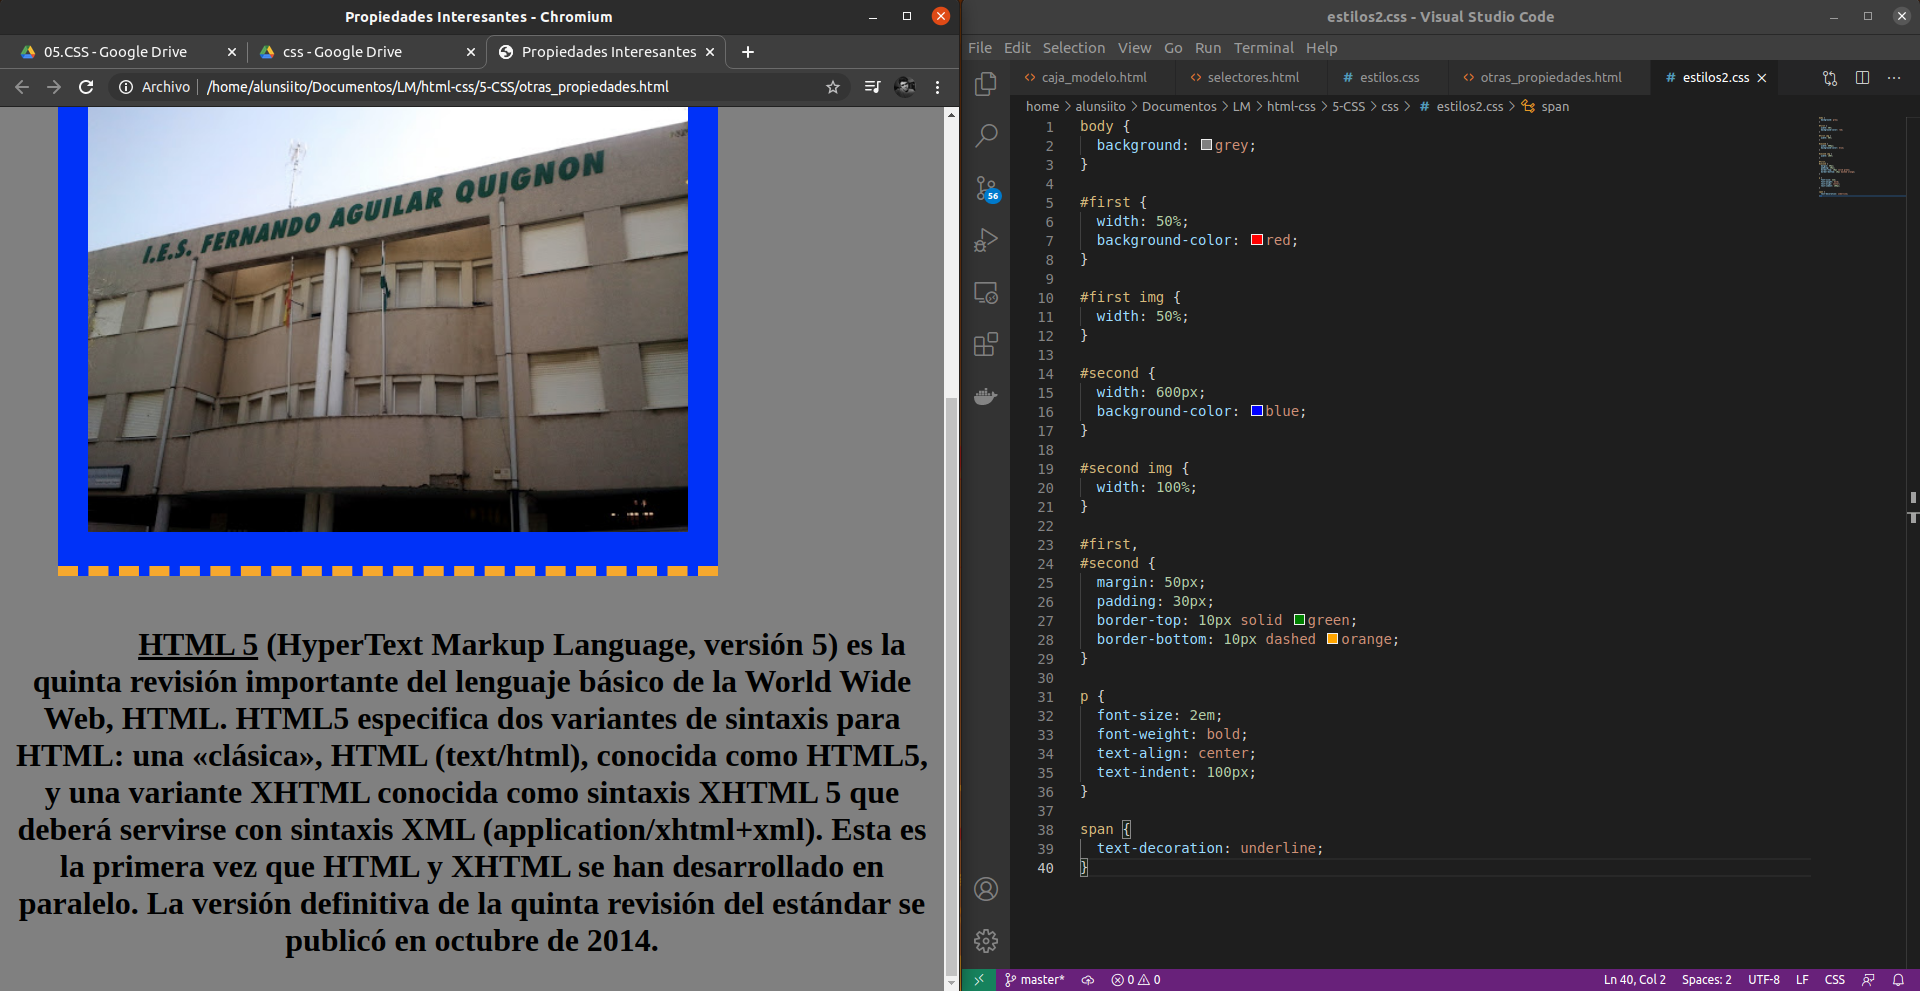 Propiedades Interesantes - Chromium
05.CSS - Google Drive
css - Google Drive
Propiedades Interesantes
Archivo
/home/alunsiito/Documentos/LM/html-css/5-CSS/otras_propiedades.html
I.E.S. FERNANDO AGUILAR QUIGNON
HTML 5 (HyperText Markup Language, versión 5) es la
quinta revisión importante del lenguaje básico de la World Wide
Web, HTML. HTML5 especifica dos variantes de sintaxis para
HTML: una «clásica», HTML (text/html), conocida como HTML5,
y una variante XHTML conocida como sintaxis XHTML 5 que
deberá servirse con sintaxis XML (application/xhtml+xml). Esta es
la primera vez que HTML y XHTML se han desarrollado en
paralelo. La versión definitiva de la quinta revisión del estándar se
publicó en octubre de 2014.
estilos2.css - Visual Studio Code
File Edit Selection View Go Run Terminal Help
caja_modelo.html
selectores.html
# estilos.css
otras_propiedades.html
# estilos2.css
home > alunsiito > Documentos > LM > html-css > 5-CSS > css > # estilos2.css > span
56
1 body {
2 background: grey;
3 }
4
5 #first {
6 width: 50%;
7 background-color: red;
8 }
9
10 #first img {
11 width: 50%;
12 }
13
14 #second {
15 width: 600px;
16 background-color: blue;
17 }
18
19 #second img {
20 width: 100%;
21 }
22
23 #first,
24 #second {
25 margin: 50px;
26 padding: 30px;
27 border-top: 10px solid green;
28 border-bottom: 10px dashed orange;
29 }
30
31 p {
32 font-size: 2em;
33 font-weight: bold;
34 text-align: center;
35 text-indent: 100px;
36 }
37
38 span {
39 text-decoration: underline;
40 }
master*
0 0
Ln 40, Col 2
Spaces: 2
UTF-8
LF
CSS